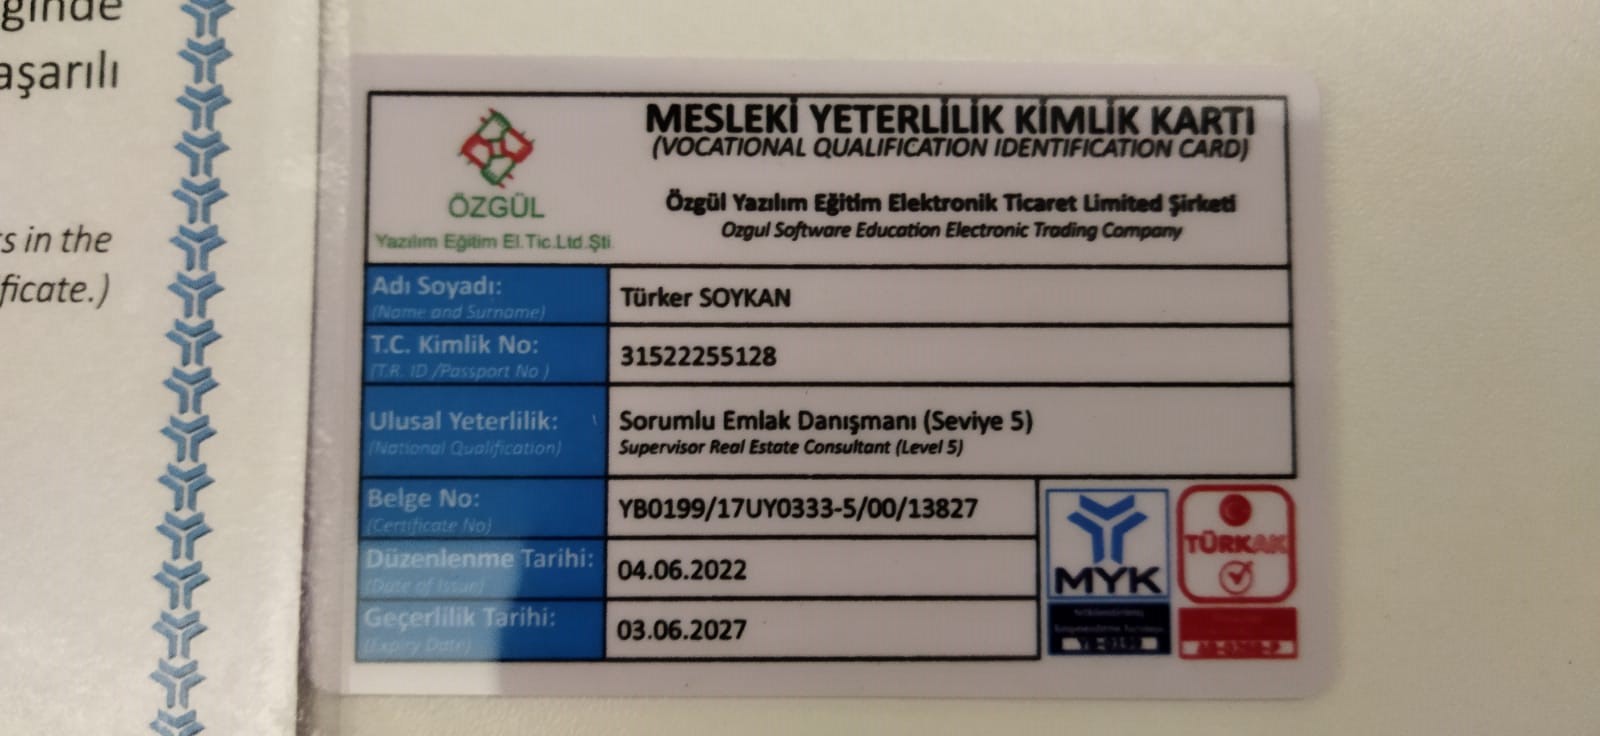 ginde
aşarılı
s in the
ficate.)
MESLEKİ YETERLİLİK KİMLİK KARTI
(VOCATIONAL QUALIFICATION IDENTIFICATION CARD)
Özgül Yazılım Eğitim Elektronik Ticaret Limited Şirketi
Ozgul Software Education Electronic Trading Company
ÖZGÜL
Yazılım Eğitim El.Tic.Ltd.Şti.
Adı Soyadı: Türker SOYKAN
(Name and Surname)
T.C. Kimlik No: 31522255128
(T.R. ID /Passport No )
Ulusal Yeterlilik: Sorumlu Emlak Danışmanı (Seviye 5)
(National Qualification) Supervisor Real Estate Consultant (Level 5)
Belge No: YB0199/17UY0333-5/00/13827
(Certificate No)
Düzenlenme Tarihi: 04.06.2022
(Date of Issue)
Geçerlilik Tarihi: 03.06.2027
(Expiry Date)
MYK
TÜRKAK